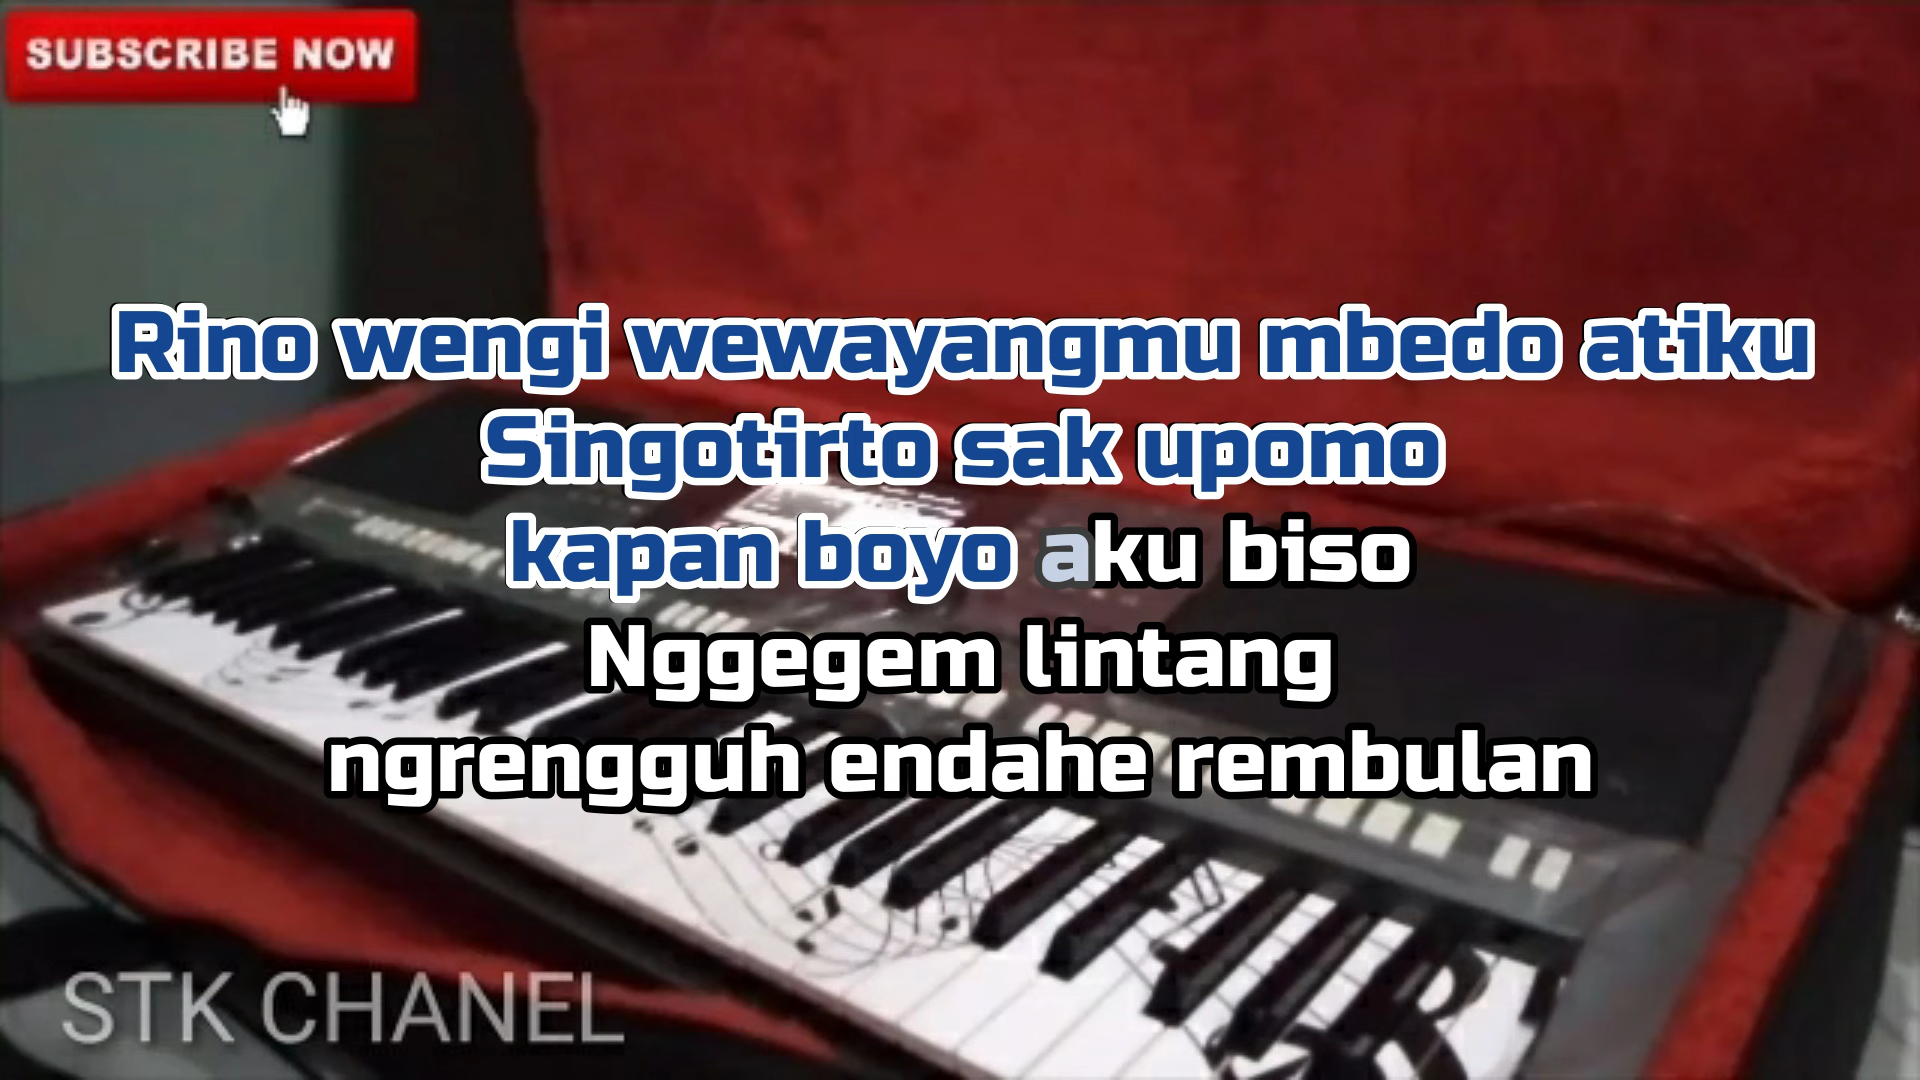 SUBSCRIBE NOW
Rino wengi wewayangmu mbedo atiku
Singotirto sak upomo
kapan boyo aku biso
Nggegem lintang
ngrengguh endahe rembulan
STK CHANEL